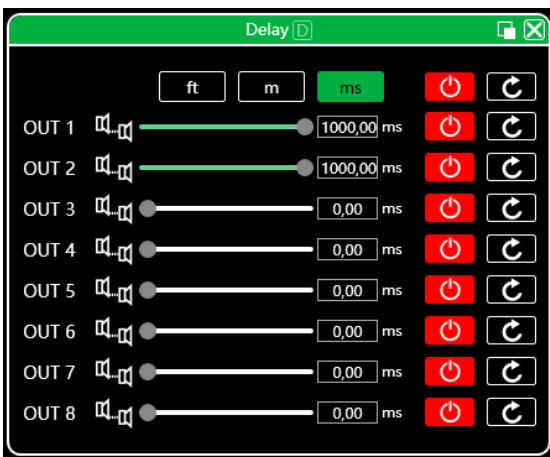 Delay D
ft m ms
OUT 1 1000,00 ms
OUT 2 1000,00 ms
OUT 3 0,00 ms
OUT 4 0,00 ms
OUT 5 0,00 ms
OUT 6 0,00 ms
OUT 7 0,00 ms
OUT 8 0,00 ms